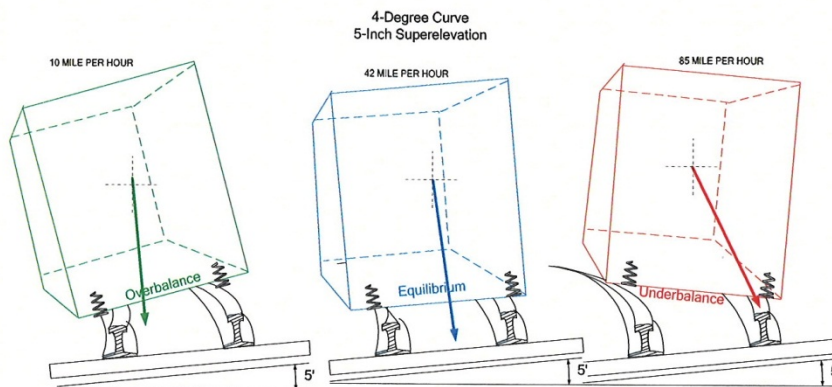 4-Degree Curve
5-Inch Superelevation
10 MILE PER HOUR
42 MILE PER HOUR
85 MILE PER HOUR
Overbalance
Equilibrium
Underbalance
5'
5'
5'